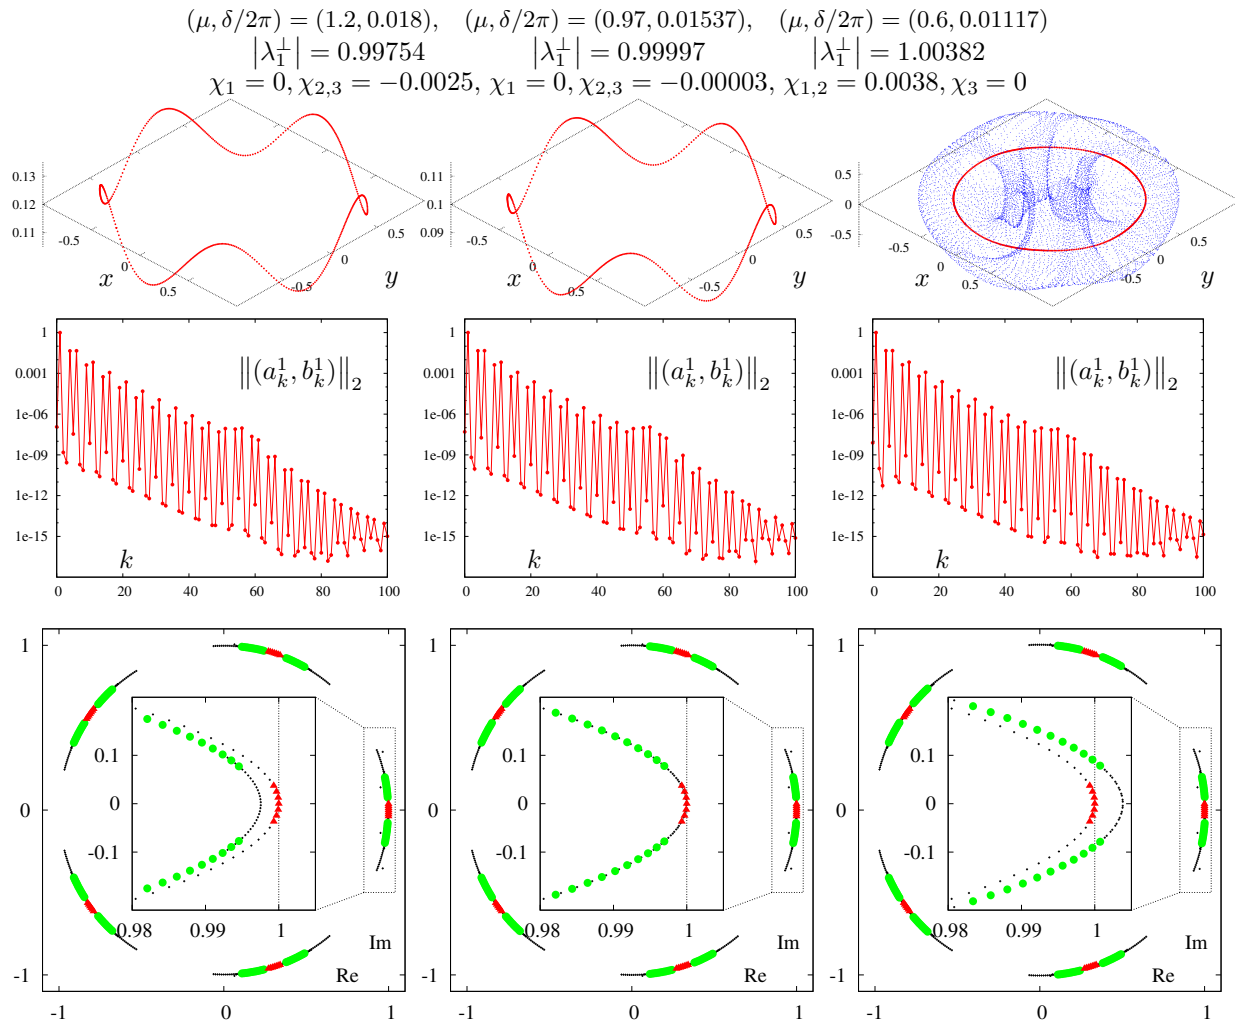 (μ, δ/2π) = (1.2, 0.018), (μ, δ/2π) = (0.97, 0.01537) (μ, δ/2π) = (0.6, 0.01117)
|λ₁^⊥| = 0.99754 |λ₁^⊥| = 0.99997 |λ₁^⊥| = 1.00382
χ₁ = 0, χ₂,₃ = −0.0025, χ₁ = 0, χ₂,₃ = −0.00003, χ₁,₂ = 0.0038, χ₃ = 0
0.13
0.12
0.11
-0.5
0
0.5
x
-0.5
0
0.5
y
0.11
0.1
0.09
-0.5
0
0.5
x
-0.5
0
0.5
y
0.5
0
-0.5
-0.5
0
0.5
x
-0.5
0
0.5
y
1
0.001
1e-06
1e-09
1e-12
1e-15
‖(a_k^1, b_k^1)‖₂
k
0 20 40 60 80 100
1
0.001
1e-06
1e-09
1e-12
1e-15
‖(a_k^1, b_k^1)‖₂
k
0 20 40 60 80 100
1
0.001
1e-06
1e-09
1e-12
1e-15
‖(a_k^1, b_k^1)‖₂
k
0 20 40 60 80 100
1
0
-1
0.1
0
-0.1
0.98 0.99 1
Im
Re
-1 0 1
1
0
-1
0.1
0
-0.1
0.98 0.99 1
Im
Re
-1 0 1
1
0
-1
0.1
0
-0.1
0.98 0.99 1
Im
Re
-1 0 1